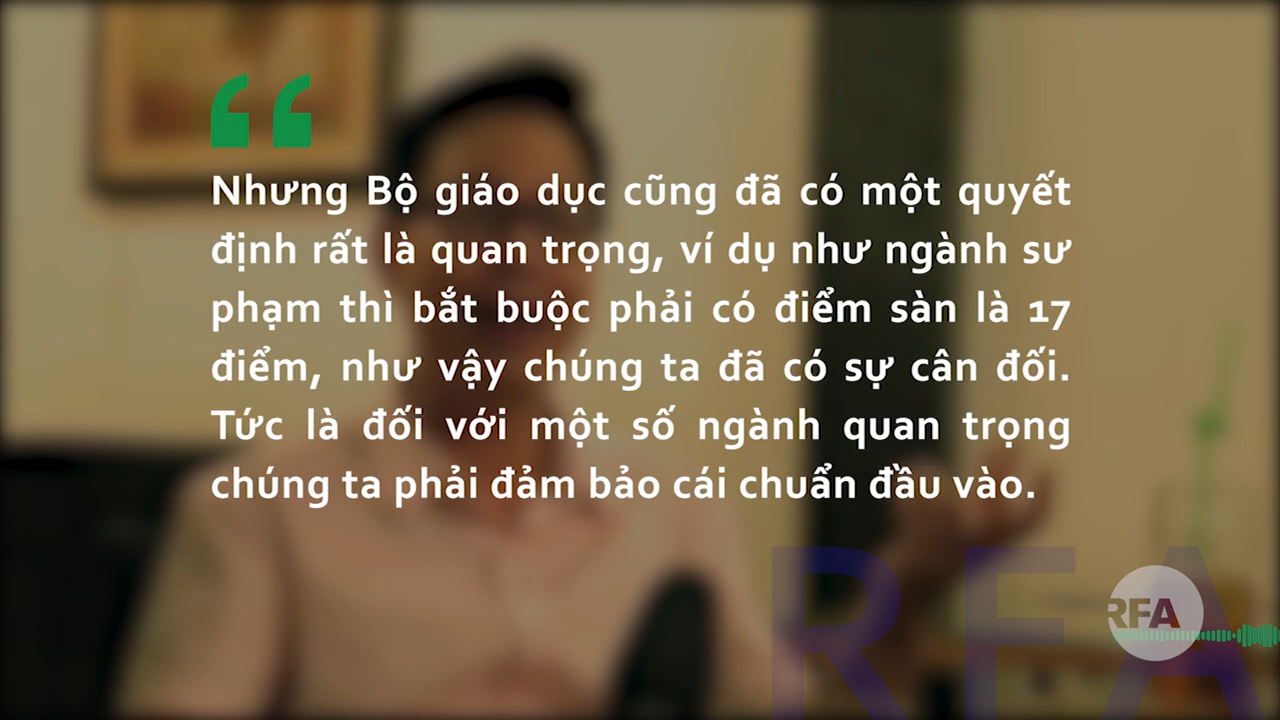 “
Nhưng Bộ giáo dục cũng đã có một quyết
định rất là quan trọng, ví dụ như ngành sư
phạm thì bắt buộc phải có điểm sàn là 17
điểm, như vậy chúng ta đã có sự cân đối.
Tức là đối với một số ngành quan trọng
chúng ta phải đảm bảo cái chuẩn đầu vào.
RFA
RFA